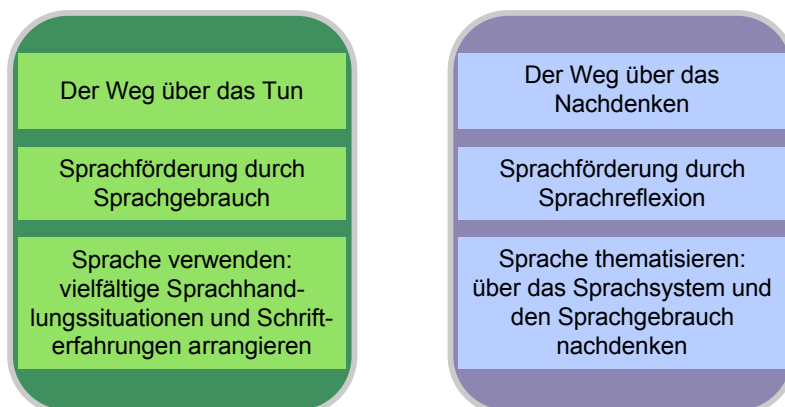 Der Weg über das Tun
Sprachförderung durch
Sprachgebrauch
Sprache verwenden:
vielfältige Sprachhand-
lungssituationen und Schrift-
erfahrungen arrangieren
Der Weg über das
Nachdenken
Sprachförderung durch
Sprachreflexion
Sprache thematisieren:
über das Sprachsystem und
den Sprachgebrauch
nachdenken